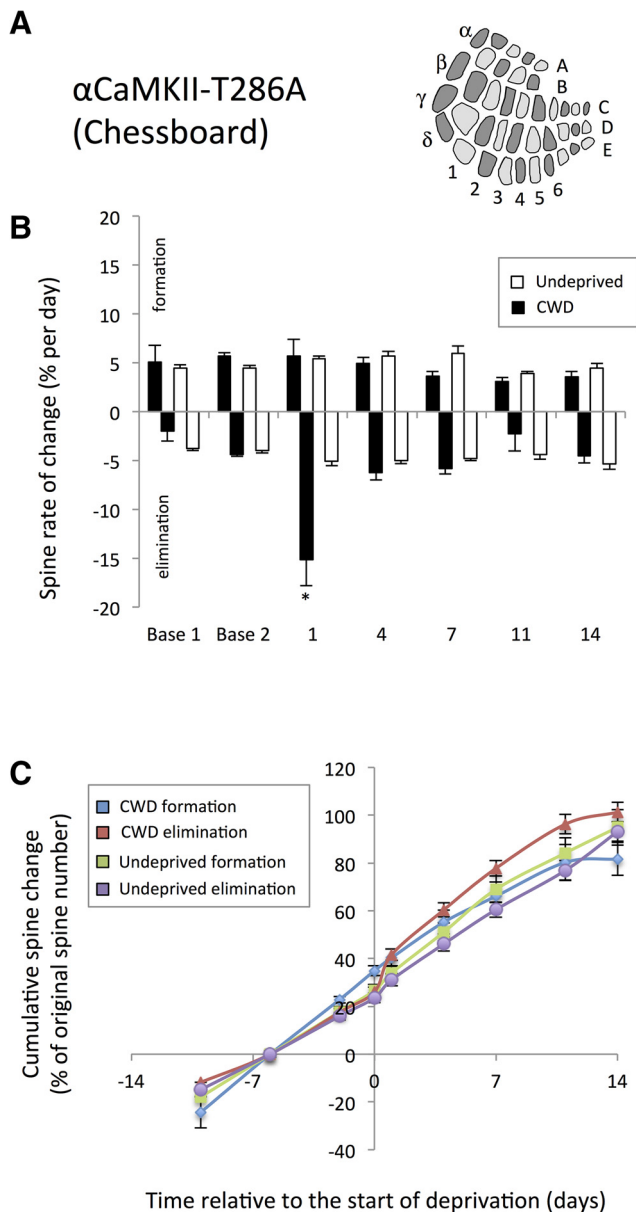 A
αCaMKII-T286A
(Chessboard)
α
β
γ
δ
A
B
C
D
E
1
2
3
4
5
6
B
Spine rate of change (% per day)
20
15
10
5
0
-5
-10
-15
-20
formation
elimination
Undeprived
CWD
*
Base 1 Base 2 1 4 7 11 14
C
CWD formation
CWD elimination
Undeprived formation
Undeprived elimination
Cumulative spine change
(% of original spine number)
120
100
80
60
40
20
0
-20
-40
-14 -7 0 7 14
Time relative to the start of deprivation (days)